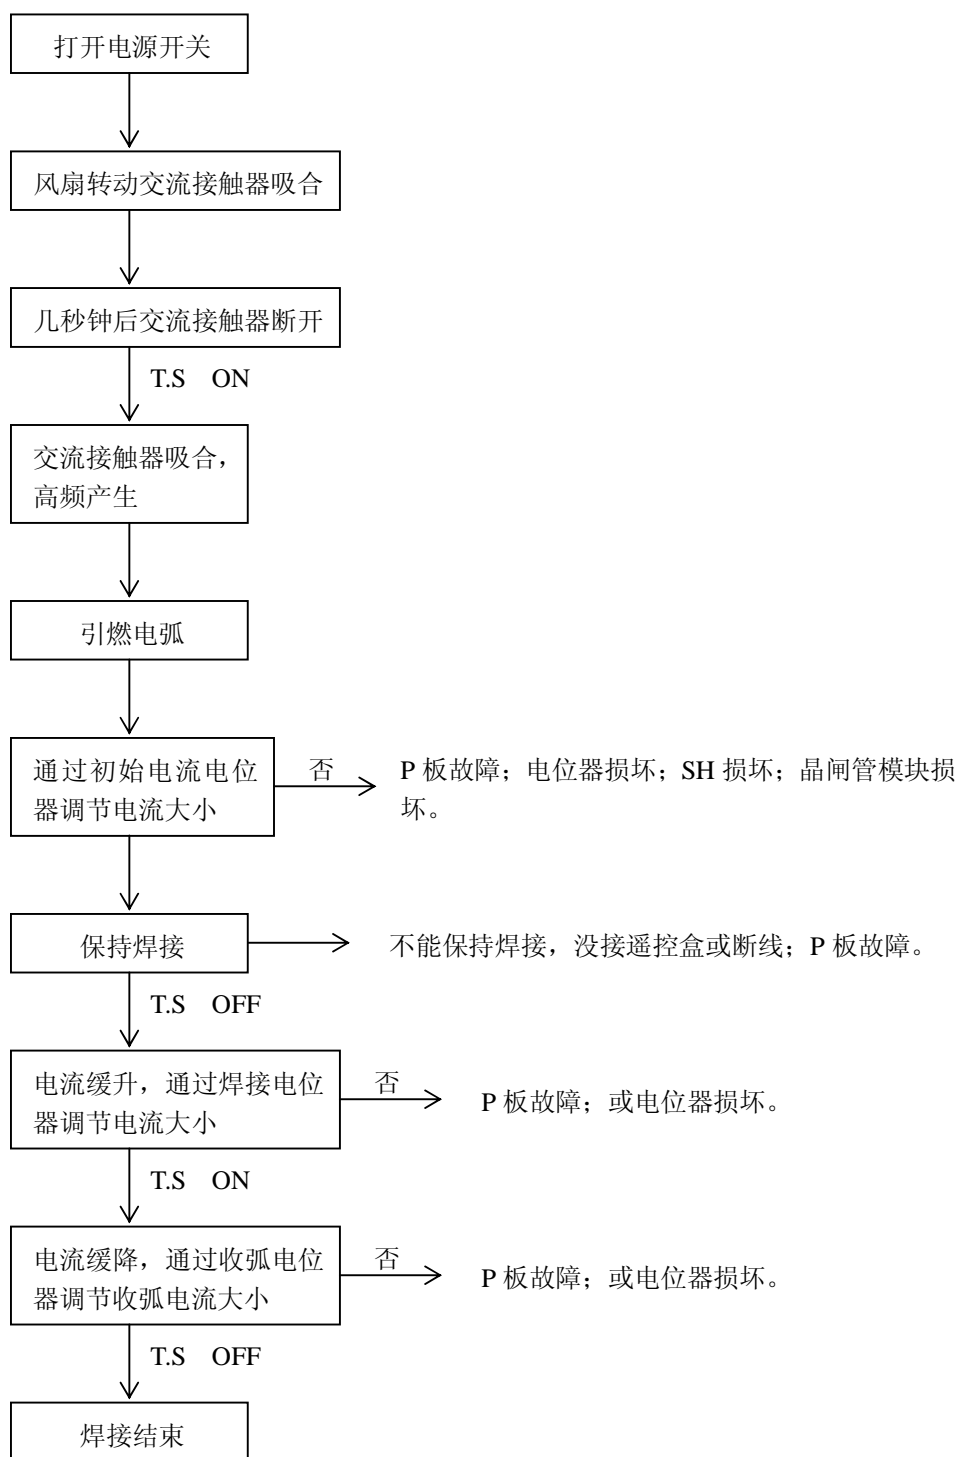 打开电源开关
风扇转动交流接触器吸合
几秒钟后交流接触器断开
T.S ON
交流接触器吸合，
高频产生
引燃电弧
通过初始电流电位
器调节电流大小
否
P 板故障；电位器损坏；SH 损坏；晶闸管模块损
坏。
保持焊接
不能保持焊接，没接遥控盒或断线；P 板故障。
T.S OFF
电流缓升，通过焊接电位
器调节电流大小
否
P 板故障；或电位器损坏。
T.S ON
电流缓降，通过收弧电位
器调节收弧电流大小
否
P 板故障；或电位器损坏。
T.S OFF
焊接结束